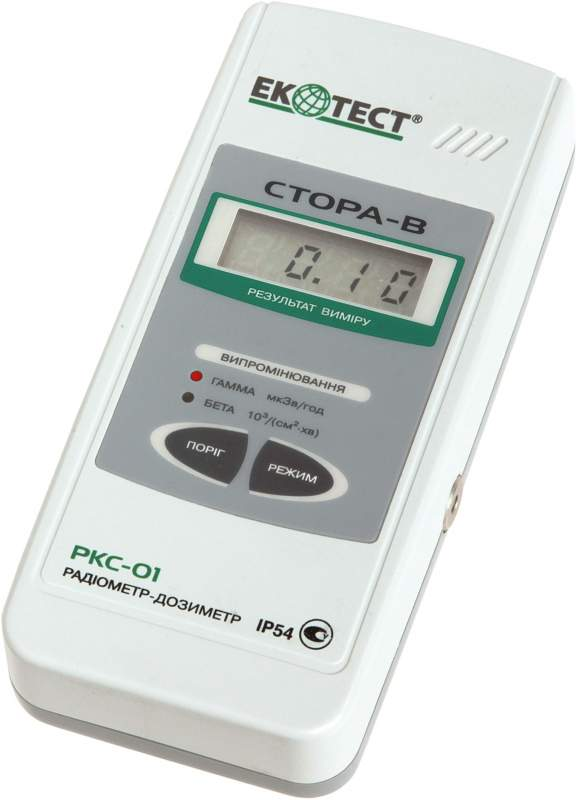 ЕКОТЕСТ®
СТОРА-В
0.10
РЕЗУЛЬТАТ ВИМІРУ
ВИПРОМІНЮВАННЯ
ГАММА мкЗв/год
БЕТА 10³/(см²·хв)
ПОРІГ РЕЖИМ
РКС-01
РАДІОМЕТР-ДОЗИМЕТР IP54